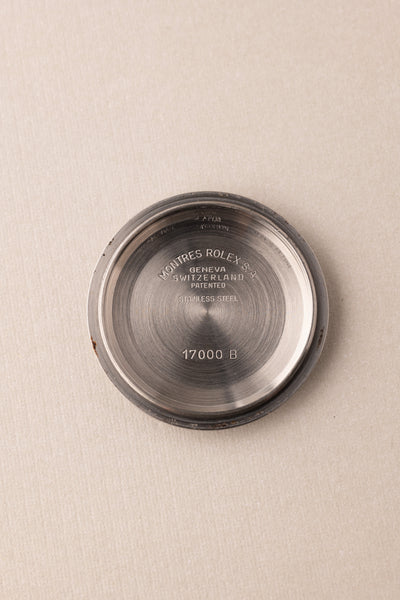 MONTRES ROLEX S.A
GENEVA
SWITZERLAND
PATENTED
STAINLESS STEEL
17000 B